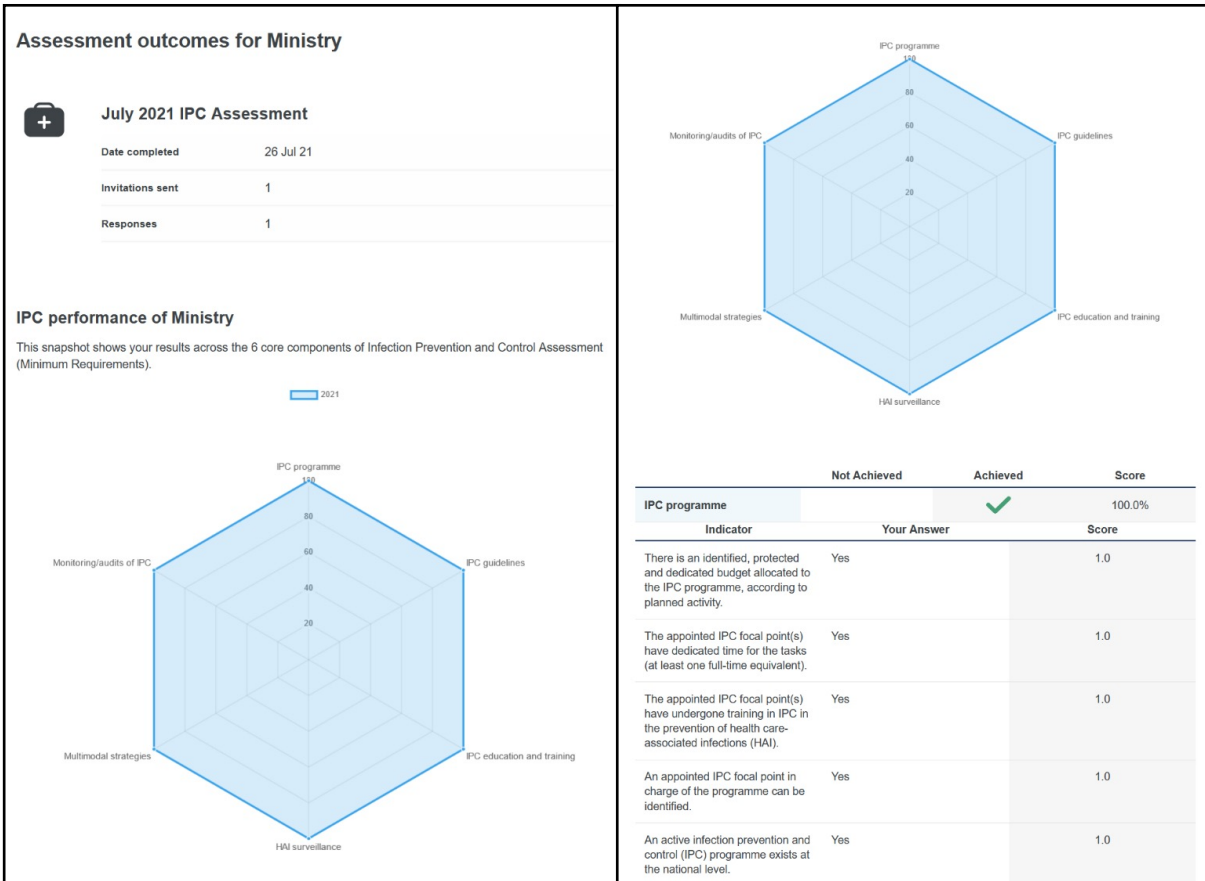 Assessment outcomes for Ministry
July 2021 IPC Assessment
Date completed 26 Jul 21
Invitations sent 1
Responses 1
IPC performance of Ministry
This snapshot shows your results across the 6 core components of Infection Prevention and Control Assessment
(Minimum Requirements).
2021
IPC programme
100
80
Monitoring/audits of IPC
60
IPC guidelines
40
20
Multimodal strategies
IPC education and training
HAI surveillance
IPC programme
100
80
Monitoring/audits of IPC
60
IPC guidelines
40
20
Multimodal strategies
IPC education and training
HAI surveillance
Not Achieved Achieved Score
IPC programme 100.0%
Indicator Your Answer Score
There is an identified, protected Yes 1.0
and dedicated budget allocated to
the IPC programme, according to
planned activity.
The appointed IPC focal point(s) Yes 1.0
have dedicated time for the tasks
(at least one full-time equivalent).
The appointed IPC focal point(s) Yes 1.0
have undergone training in IPC in
the prevention of health care-
associated infections (HAI).
An appointed IPC focal point in Yes 1.0
charge of the programme can be
identified.
An active infection prevention and Yes 1.0
control (IPC) programme exists at
the national level.